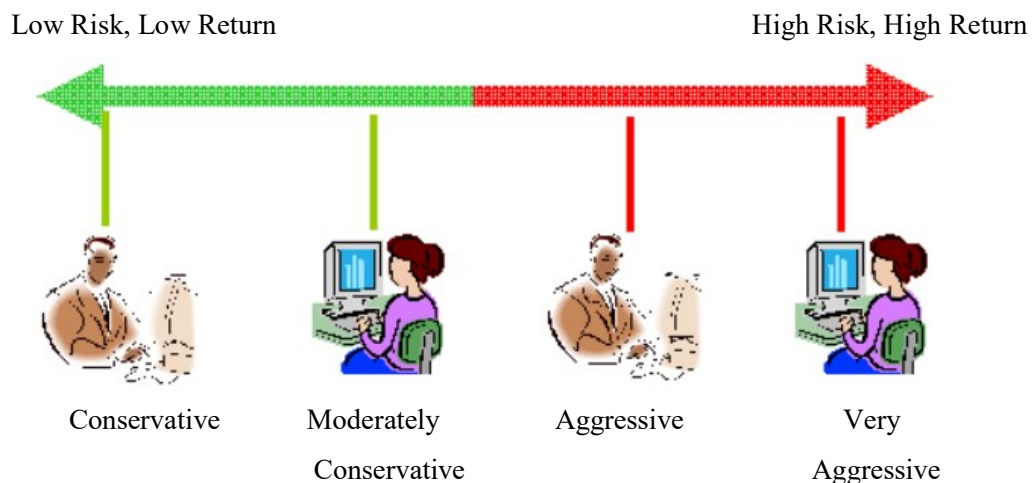 Low Risk, Low Return
High Risk, High Return
Conservative
Moderately
Conservative
Aggressive
Very
Aggressive